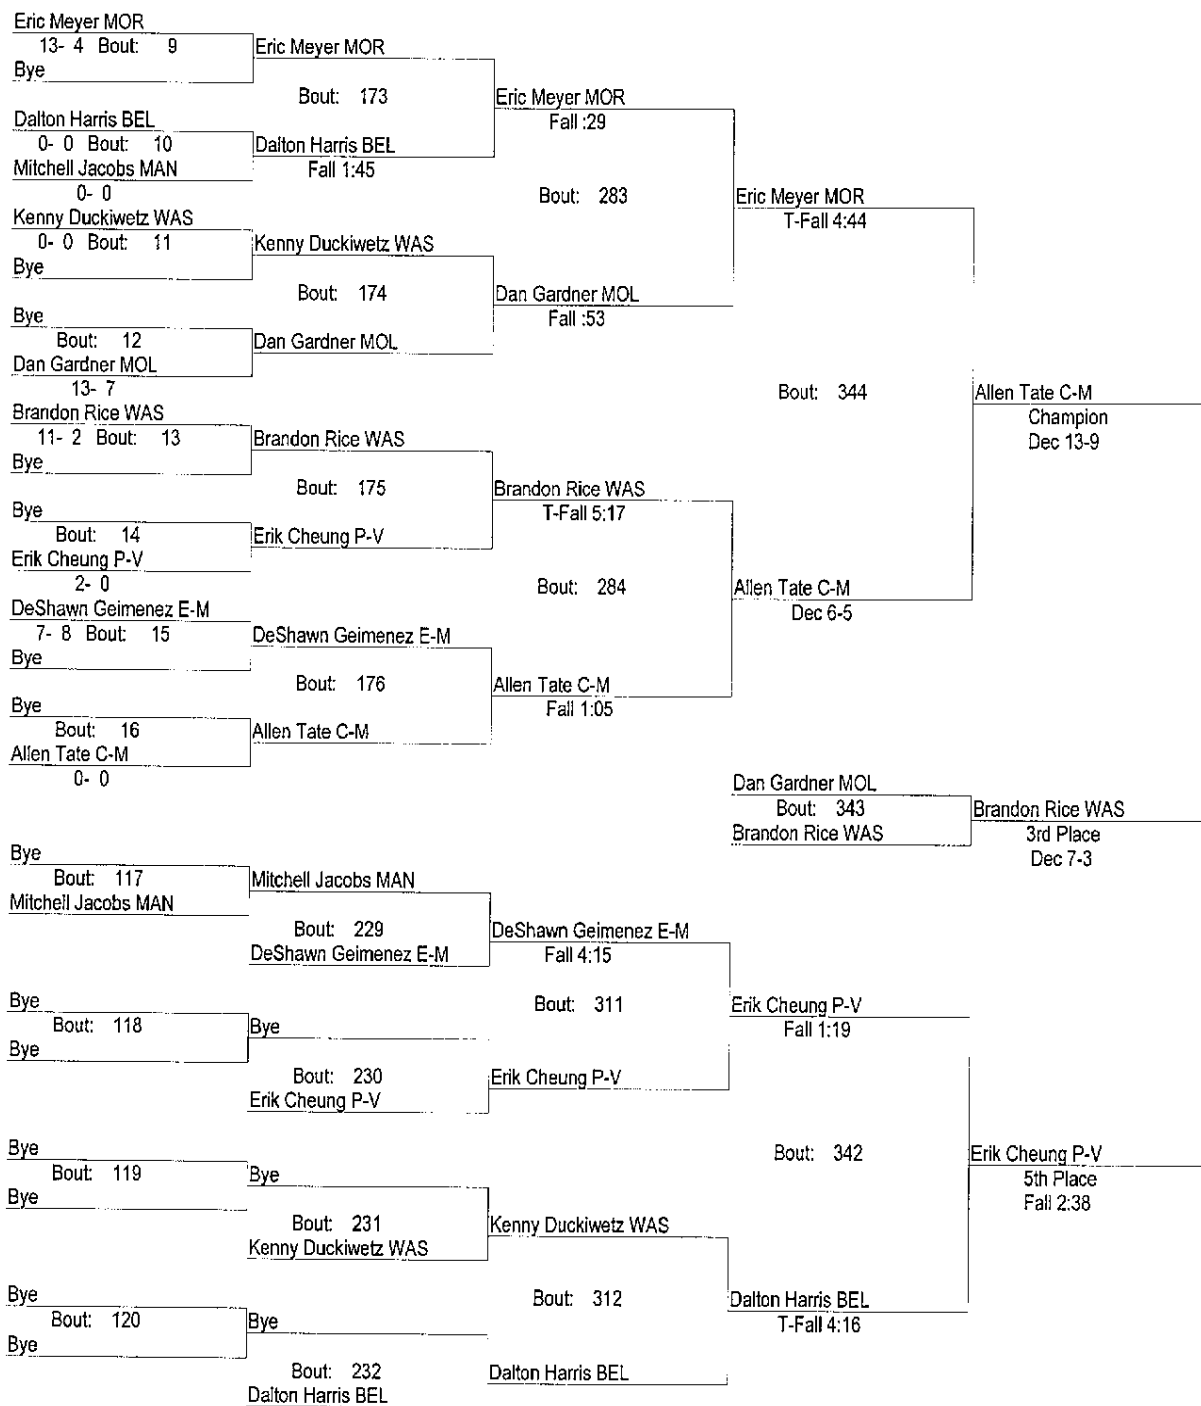 Eric Meyer MOR
13- 4 Bout: 9
Bye
Eric Meyer MOR
Bout: 173
Dalton Harris BEL
0- 0 Bout: 10
Mitchell Jacobs MAN
0- 0
Dalton Harris BEL
Fall 1:45
Eric Meyer MOR
Fall :29
Bout: 283
Kenny Duckiwetz WAS
0- 0 Bout: 11
Bye
Kenny Duckiwetz WAS
Bout: 174
Bye
Bout: 12
Dan Gardner MOL
13- 7
Dan Gardner MOL
Dan Gardner MOL
Fall :53
Eric Meyer MOR
T-Fall 4:44
Bout: 344
Allen Tate C-M
Champion
Dec 13-9
Brandon Rice WAS
11- 2 Bout: 13
Bye
Brandon Rice WAS
Bout: 175
Bye
Bout: 14
Erik Cheung P-V
2- 0
Erik Cheung P-V
Brandon Rice WAS
T-Fall 5:17
Bout: 284
Allen Tate C-M
Dec 6-5
DeShawn Geimenez E-M
7- 8 Bout: 15
Bye
DeShawn Geimenez E-M
Bout: 176
Bye
Bout: 16
Allen Tate C-M
0- 0
Allen Tate C-M
Allen Tate C-M
Fall 1:05
Dan Gardner MOL
Bout: 343
Brandon Rice WAS
Brandon Rice WAS
3rd Place
Dec 7-3
Bye
Bout: 117
Mitchell Jacobs MAN
Mitchell Jacobs MAN
Bout: 229
DeShawn Geimenez E-M
DeShawn Geimenez E-M
Fall 4:15
Bout: 311
Bye
Bout: 118
Bye
Bye
Bout: 230
Erik Cheung P-V
Erik Cheung P-V
Erik Cheung P-V
Fall 1:19
Bout: 342
Erik Cheung P-V
5th Place
Fall 2:38
Bye
Bout: 119
Bye
Bye
Bout: 231
Kenny Duckiwetz WAS
Kenny Duckiwetz WAS
Bout: 312
Dalton Harris BEL
T-Fall 4:16
Bye
Bout: 120
Bye
Bye
Bout: 232
Dalton Harris BEL
Dalton Harris BEL